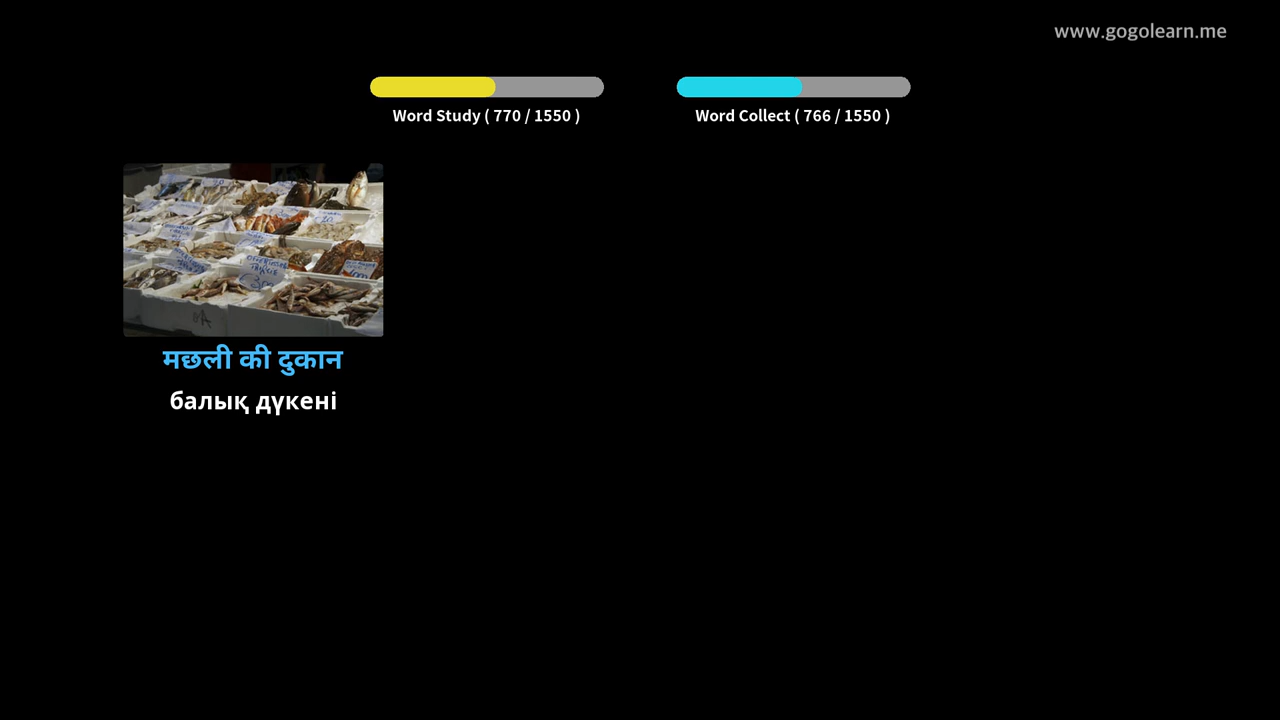 www.gogolearn.me
Word Study ( 770 / 1550 )
Word Collect ( 766 / 1550 )
मछली की दुकान
балық дүкені